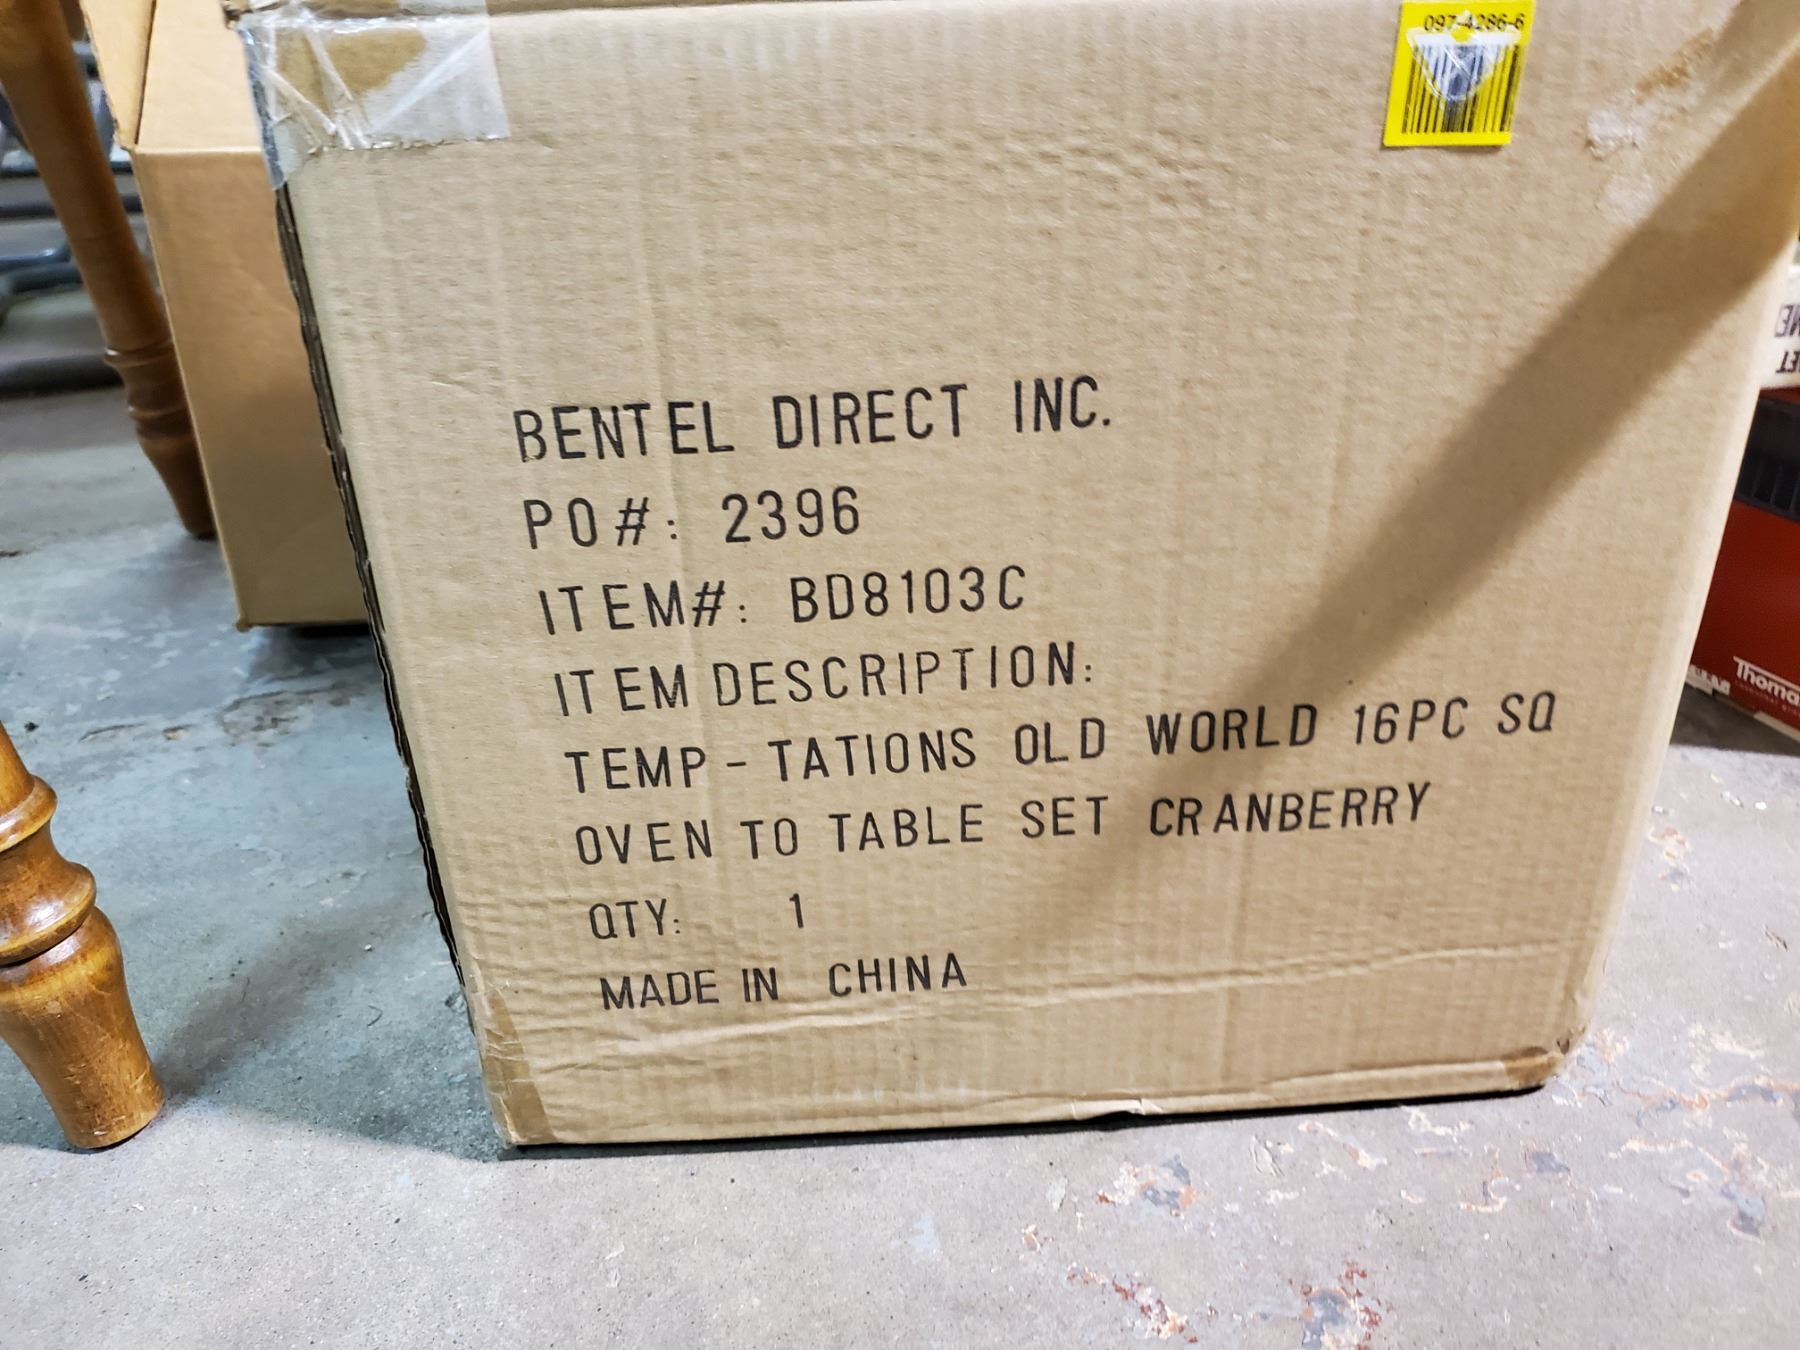 097-4286-6
BENTEL DIRECT INC.
PO#: 2396
ITEM#: BD8103C
ITEM DESCRIPTION:
TEMP-TATIONS OLD WORLD 16PC SQ
OVEN TO TABLE SET CRANBERRY
QTY: 1
MADE IN CHINA